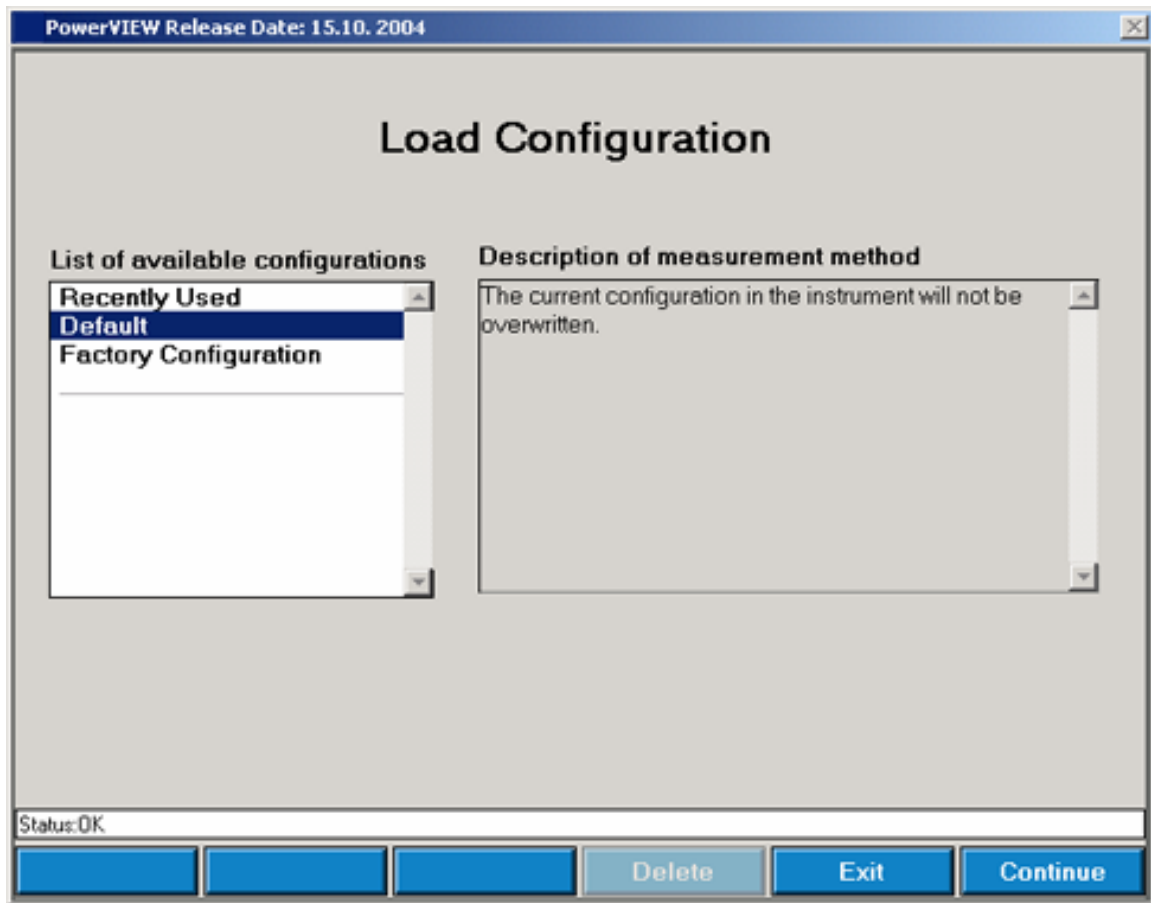 PowerVIEW Release Date: 15.10. 2004
Load Configuration
List of available configurations
Recently Used
Default
Factory Configuration
Description of measurement method
The current configuration in the instrument will not be
overwritten.
Status:OK
Delete
Exit
Continue